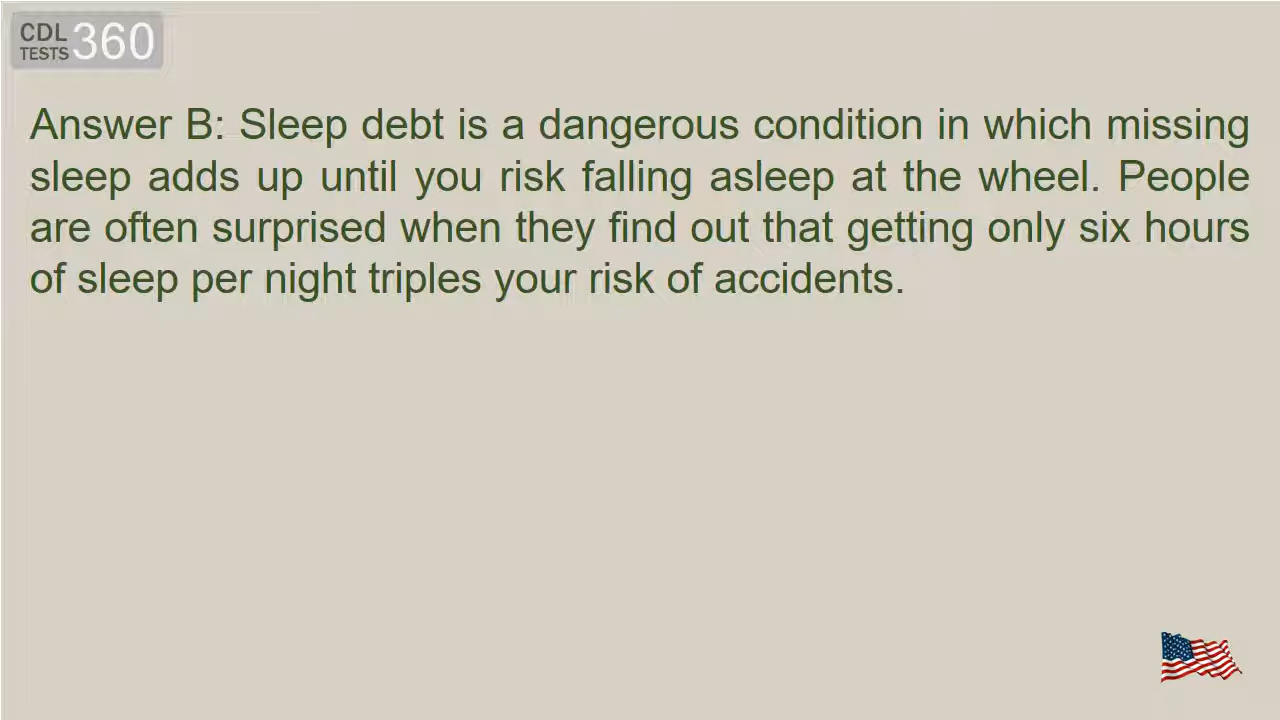 CDL
TESTS 360
Answer B: Sleep debt is a dangerous condition in which missing
sleep adds up until you risk falling asleep at the wheel. People
are often surprised when they find out that getting only six hours
of sleep per night triples your risk of accidents.